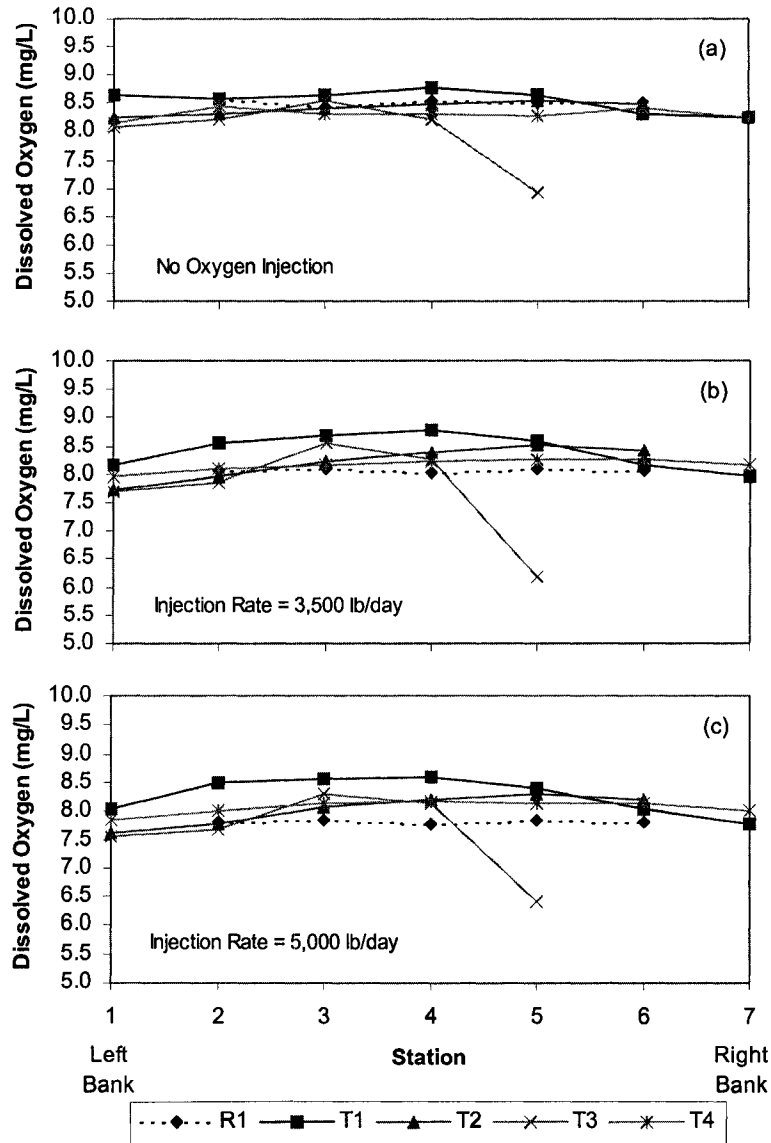 10.0
(a)
9.5
9.0
8.5
8.0
7.5
7.0
6.5
6.0
No Oxygen Injection
5.5
5.0
Dissolved Oxygen (mg/L)
10.0
(b)
9.5
9.0
8.5
8.0
7.5
7.0
6.5
6.0
Injection Rate = 3,500 lb/day
5.5
5.0
Dissolved Oxygen (mg/L)
10.0
(c)
9.5
9.0
8.5
8.0
7.5
7.0
6.5
6.0
Injection Rate = 5,000 lb/day
5.5
5.0
Dissolved Oxygen (mg/L)
1 2 3 4 5 6 7
Left Bank
Station
Right Bank
R1 T1 T2 T3 T4